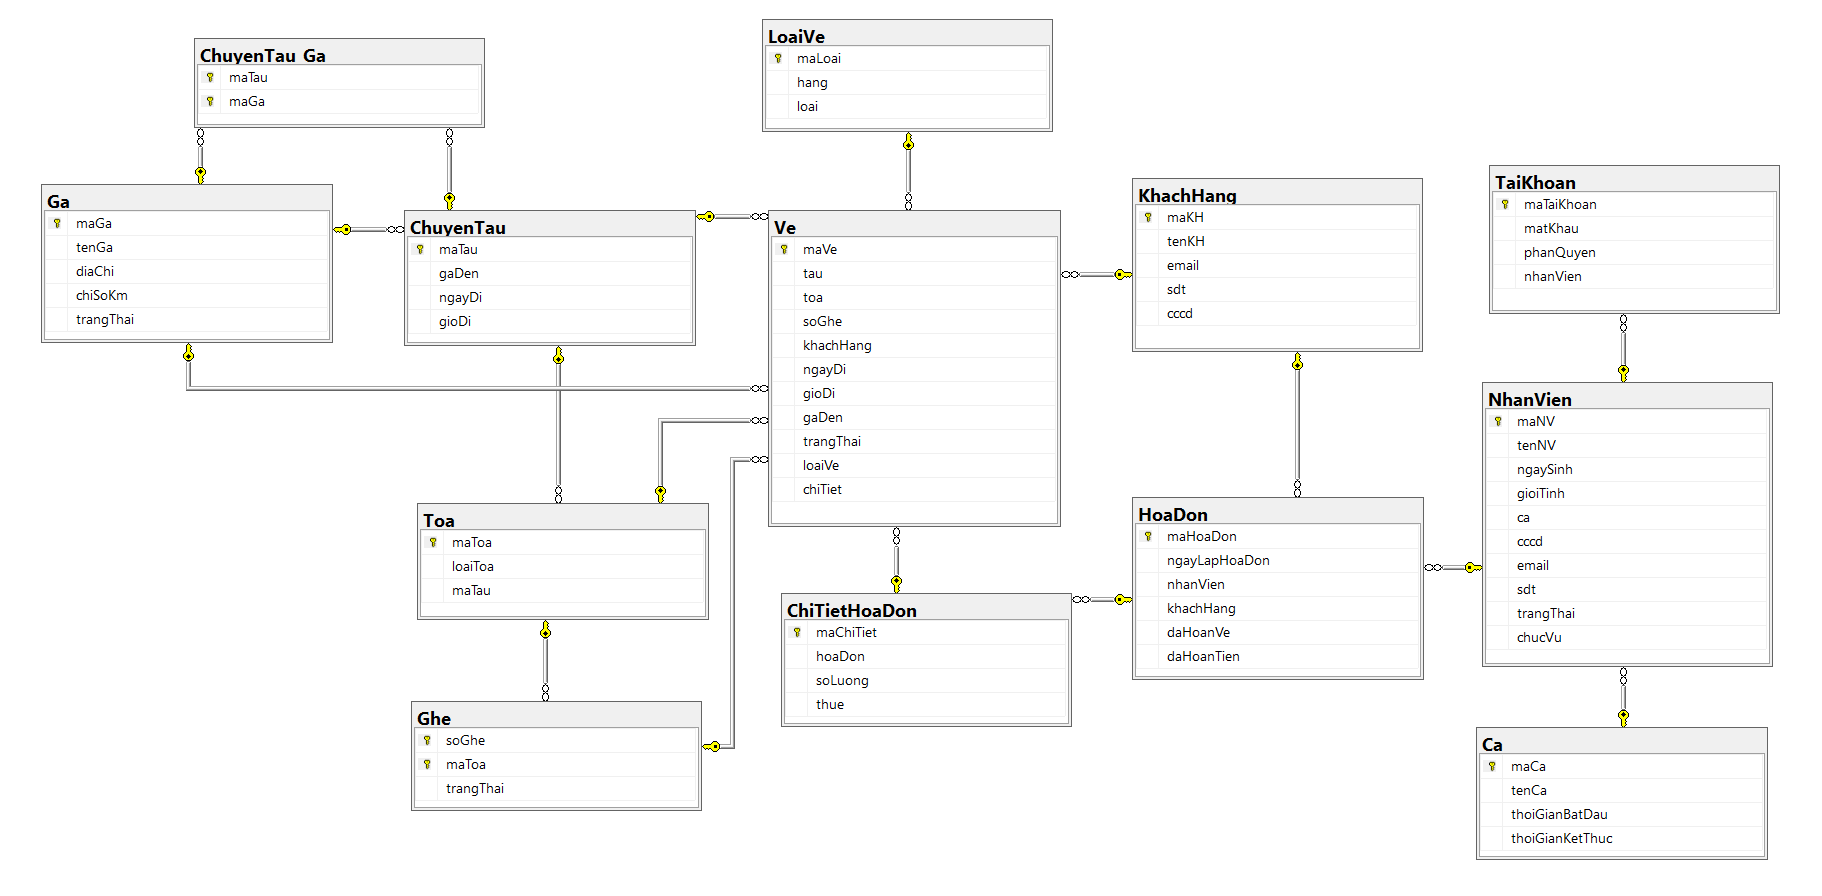 ChuyenTau_Ga
maTau
maGa
LoaiVe
maLoai
hang
loai
Ga
maGa
tenGa
diaChi
chiSoKm
trangThai
ChuyenTau
maTau
gaDen
ngayDi
gioDi
Ve
maVe
tau
toa
soGhe
khachHang
ngayDi
gioDi
gaDen
trangThai
loaiVe
chiTiet
KhachHang
maKH
tenKH
email
sdt
cccd
TaiKhoan
maTaiKhoan
matKhau
phanQuyen
nhanVien
NhanVien
maNV
tenNV
ngaySinh
gioiTinh
ca
cccd
email
sdt
trangThai
chucVu
Toa
maToa
loaiToa
maTau
HoaDon
maHoaDon
ngayLapHoaDon
nhanVien
khachHang
daHoanVe
daHoanTien
ChiTietHoaDon
maChiTiet
hoaDon
soLuong
thue
Ghe
soGhe
maToa
trangThai
Ca
maCa
tenCa
thoiGianBatDau
thoiGianKetThuc